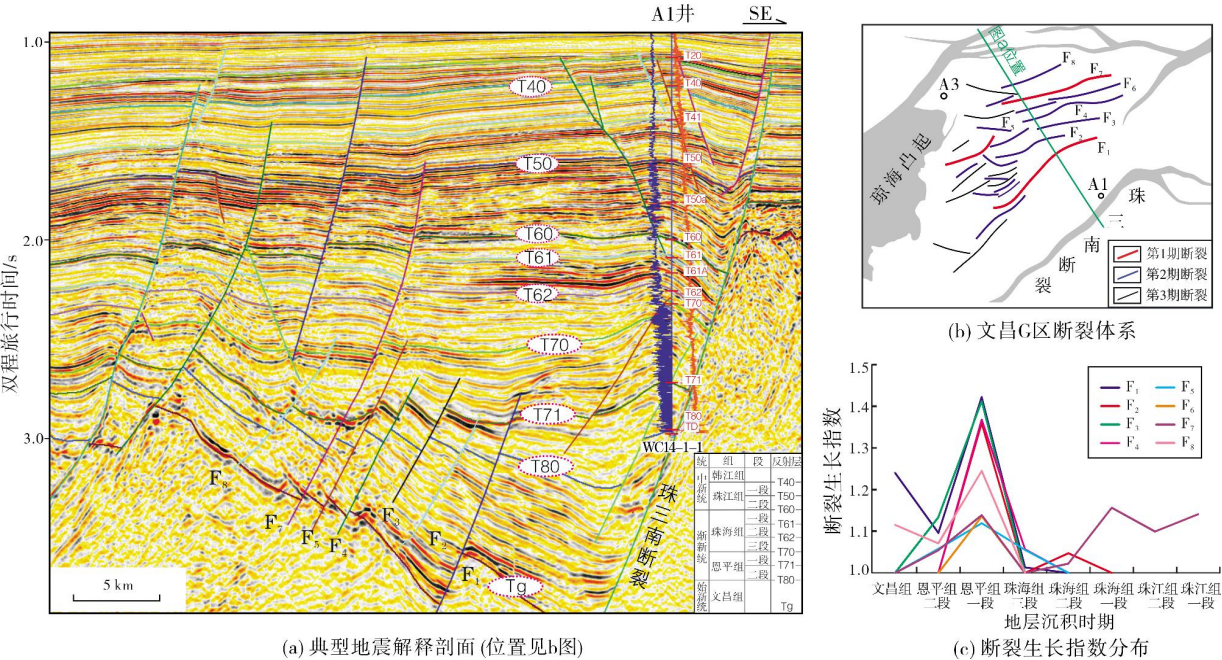 A1井
SE
1.0
2.0
3.0
双程旅行时间/s
T40
T50
T60
T61
T62
T70
T71
T80
Tg
T20
T40
T41
T50
T50a
T60
T61
T61A
T62
T70
T71
T80
TD
WC14-1-1
F8
F7
F5
F4
F3
F2
F1
珠三南断裂
5 km
统 组 段 反射层
中新统
韩江组
T40
珠江组
一段
T50
二段
T60
渐新统
珠海组
一段
T61
二段
T62
三段
T70
恩平组
一段
T71
二段
T80
始新统
文昌组
Tg
(a) 典型地震解释剖面 (位置见b图)
图a位置
F8
F7
F6
F4
F3
F5
F2
F1
A3
A1
琼海凸起
珠三南断裂
第1期断裂
第2期断裂
第3期断裂
(b) 文昌G区断裂体系
断裂生长指数
1.5
1.4
1.3
1.2
1.1
1.0
F1 F5
F2 F6
F3 F7
F4 F8
文昌组 恩平组二段 恩平组一段 珠海组三段 珠海组二段 珠海组一段 珠江组二段 珠江组一段
地层沉积时期
(c) 断裂生长指数分布